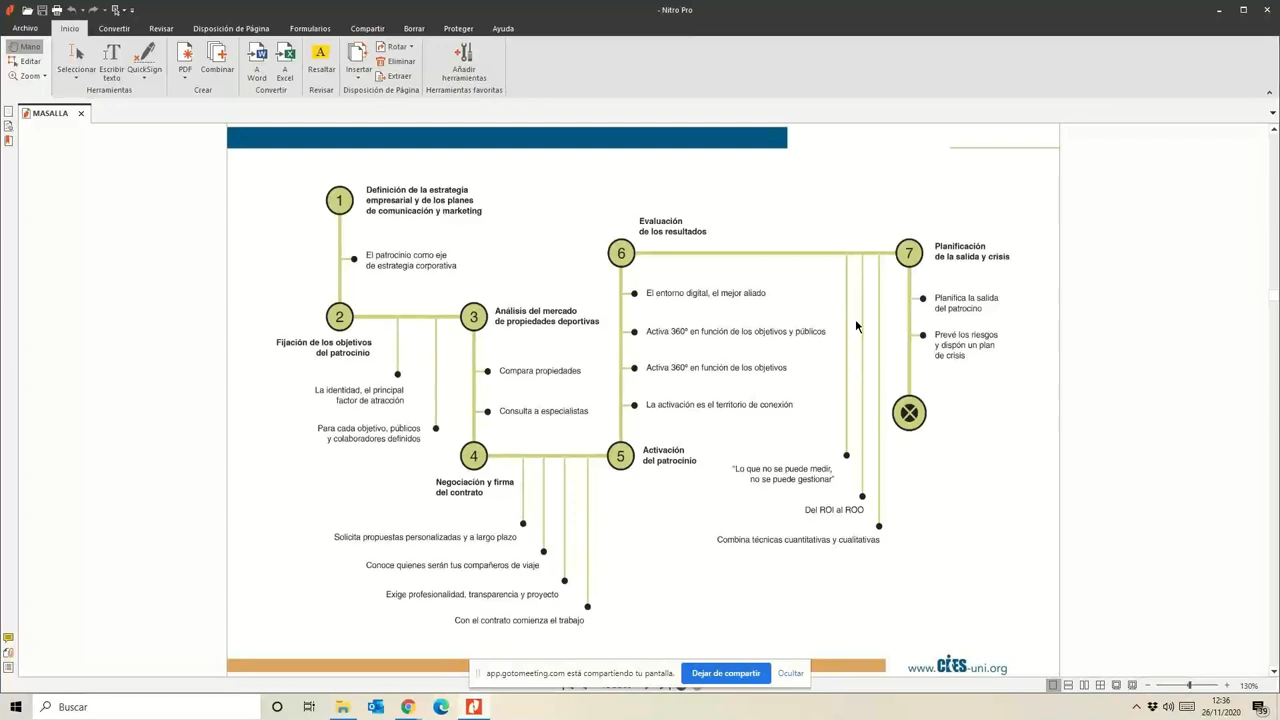 - Nitro Pro
Archivo
Inicio
Convertir
Revisar
Disposición de Página
Formularios
Compartir
Borrar
Proteger
Ayuda
Mano
Editar
Zoom
Seleccionar
Escribir
texto
QuickSign
Herramientas
PDF
Combinar
Crear
A
Word
A
Excel
Convertir
Resaltar
Revisar
Insertar
Rotar
Eliminar
Extraer
Disposición de Página
Añadir
herramientas
Herramientas favoritas
MASALLA
1
Definición de la estrategia
empresarial y de los planes
de comunicación y marketing
El patrocinio como eje
de estrategia corporativa
2
Fijación de los objetivos
del patrocinio
La identidad, el principal
factor de atracción
Para cada objetivo, públicos
y colaboradores definidos
3
Análisis del mercado
de propiedades deportivas
Compara propiedades
Consulta a especialistas
4
Negociación y firma
del contrato
Solicita propuestas personalizadas y a largo plazo
Conoce quienes serán tus compañeros de viaje
Exige profesionalidad, transparencia y proyecto
Con el contrato comienza el trabajo
5
Activación
del patrocinio
6
Evaluación
de los resultados
El entorno digital, el mejor aliado
Activa 360º en función de los objetivos y públicos
Activa 360º en función de los objetivos
La activación es el territorio de conexión
"Lo que no se puede medir,
no se puede gestionar"
Del ROI al ROO
Combina técnicas cuantitativas y cualitativas
7
Planificación
de la salida y crisis
Planifica la salida
del patrocino
Prevé los riesgos
y dispón un plan
de crisis
www.CIES-uni.org
app.gotomeeting.com está compartiendo tu pantalla.
Dejar de compartir
Ocultar
130%
Buscar
12:36
26/11/2020
39